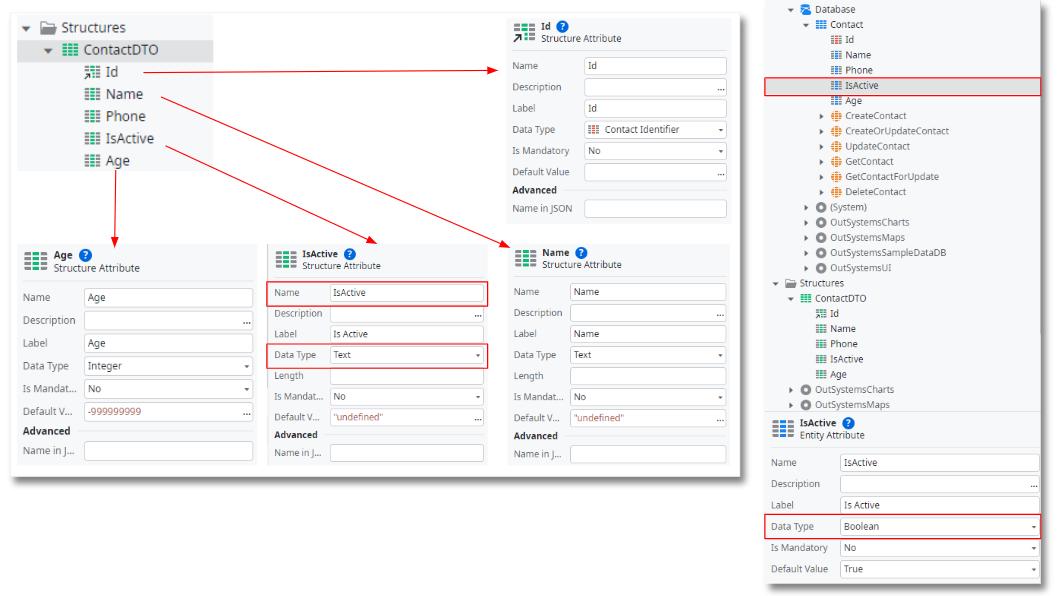 Structures
ContactDTO
Id
Name
Phone
IsActive
Age
Id ?
Structure Attribute
Name Id
Description ...
Label Id
Data Type Contact Identifier
Is Mandatory No
Default Value ...
Advanced
Name in JSON
Age ?
Structure Attribute
Name Age
Description ...
Label Age
Data Type Integer
Is Mandat... No
Default V... -999999999 ...
Advanced
Name in J...
IsActive ?
Structure Attribute
Name IsActive
Description ...
Label Is Active
Data Type Text
Length
Is Mandat... No
Default V... "undefined" ...
Advanced
Name in J...
Name ?
Structure Attribute
Name Name
Description ...
Label Name
Data Type Text
Length
Is Mandat... No
Default V... "undefined" ...
Advanced
Name in J...
Database
Contact
Id
Name
Phone
IsActive
Age
CreateContact
CreateOrUpdateContact
UpdateContact
GetContact
GetContactForUpdate
DeleteContact
(System)
OutSystemsCharts
OutSystemsMaps
OutSystemsSampleDataDB
OutSystemsUI
Structures
ContactDTO
Id
Name
Phone
IsActive
Age
OutSystemsCharts
OutSystemsMaps
IsActive ?
Entity Attribute
Name IsActive
Description ...
Label Is Active
Data Type Boolean
Is Mandatory No
Default Value True